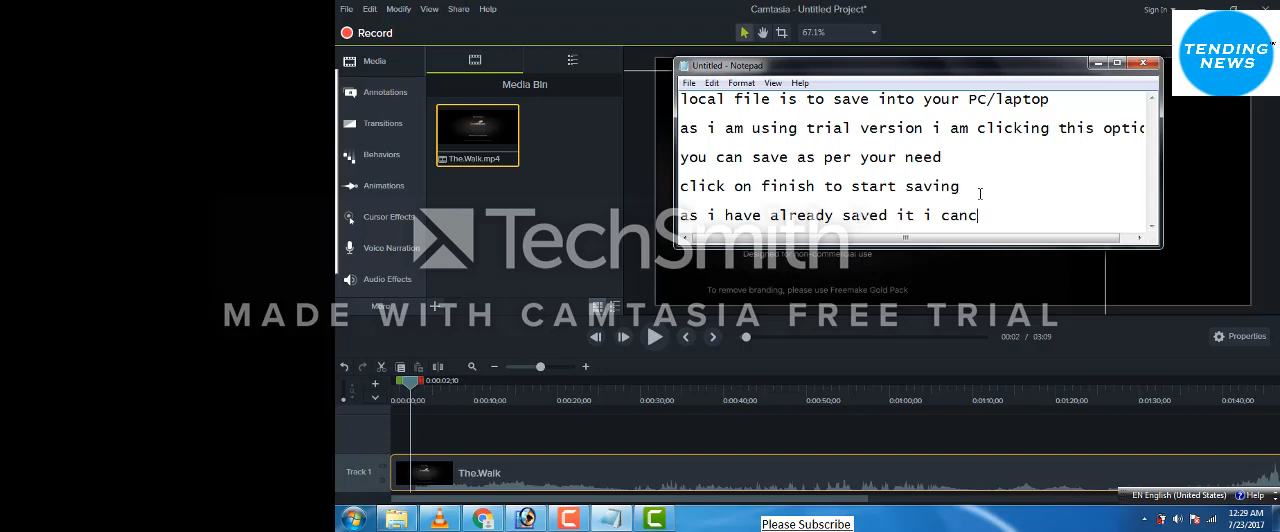 File Edit Modify View Share Help
Camtasia - Untitled Project*
Sign In
Record
67.1%
TENDING
NEWS
Media
Annotations
Transitions
Behaviors
Animations
Cursor Effects
Voice Narration
Audio Effects
More
Media Bin
The.Walk.mp4
Untitled - Notepad
File Edit Format View Help
local file is to save into your PC/laptop
as i am using trial version i am clicking this optic
you can save as per your need
click on finish to start saving
as i have already saved it i canc
TechSmith
Designed for non-commercial use
To remove branding, please use Freemake Gold Pack
MADE WITH CAMTASIA FREE TRIAL
00:02 / 03:09
Properties
0:00:02;10
0:00:00;00 0:00:10;00 0:00:20;00 0:00:30;00 0:00:40;00 0:00:50;00 0:01:00;00 0:01:10;00 0:01:20;00 0:01:30;00 0:01:40;00
Track 1
The.Walk
EN English (United States) Help
Please Subscribe
12:29 AM
7/23/2017